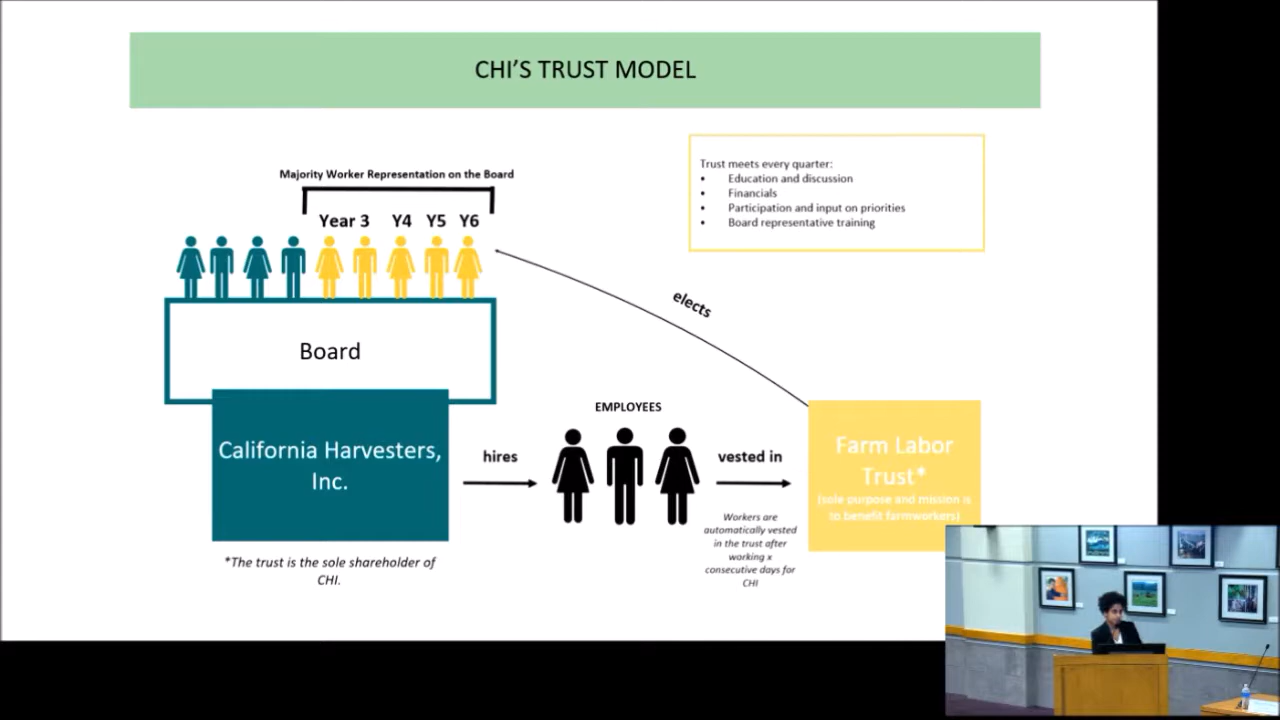 CHI'S TRUST MODEL
Majority Worker Representation on the Board
Year 3 Y4 Y5 Y6
Trust meets every quarter:
• Education and discussion
• Financials
• Participation and input on priorities
• Board representative training
elects
Board
California Harvesters,
Inc.
*The trust is the sole shareholder of
CHI.
hires
EMPLOYEES
vested in
Workers are
automatically vested
in the trust after
working x
consecutive days for
CHI
Farm Labor
Trust*
(sole purpose and mission is
to benefit farmworkers)